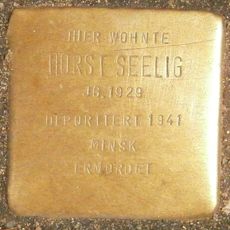 HIER WOHNTE
HORST SEELIG
JG. 1929
DEPORTIERT 1941
MINSK
ERMORDET